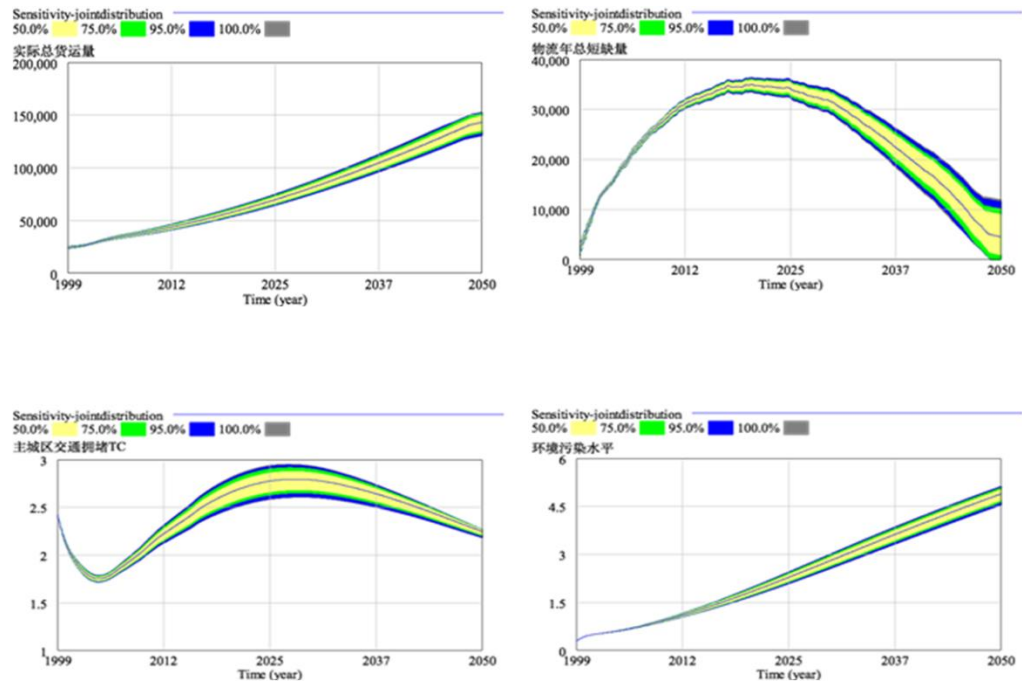 Sensitivity-jointdistribution
50.0% 75.0% 95.0% 100.0%
实际总货运量
200,000
150,000
100,000
50,000
0
1999 2012 2025 2037 2050
Time (year)
Sensitivity-jointdistribution
50.0% 75.0% 95.0% 100.0%
物流年总短缺量
40,000
30,000
20,000
10,000
0
1999 2012 2025 2037 2050
Time (year)
Sensitivity-jointdistribution
50.0% 75.0% 95.0% 100.0%
主城区交通拥堵TC
3
2.5
2
1.5
1
1999 2012 2025 2037 2050
Time (year)
Sensitivity-jointdistribution
50.0% 75.0% 95.0% 100.0%
环境污染水平
6
4.5
3
1.5
0
1999 2012 2025 2037 2050
Time (year)